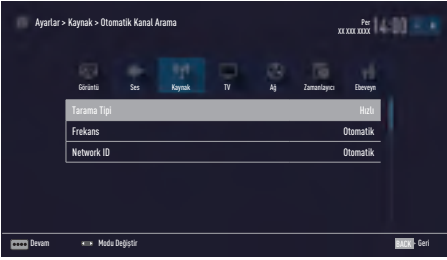 Ayarlar > Kaynak > Otomatik Kanal Arama
Per
XX XXX XXXX
14:00
Görüntü Ses Kaynak TV Ağ Zamanlayıcı Ebeveyn
Tarama Tipi Hızlı
Frekans Otomatik
Network ID Otomatik
Devam Modu Değiştir BACK Geri